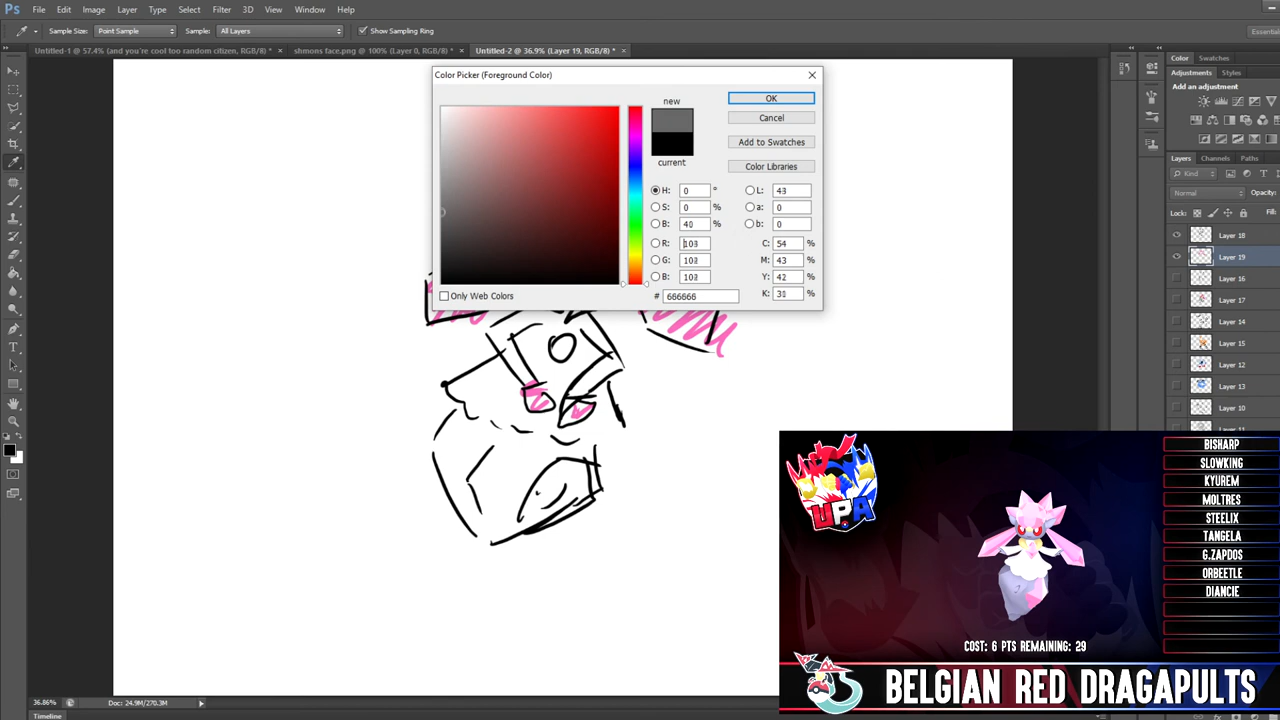 Ps File Edit Image Layer Type Select Filter 3D View Window Help
Sample Size: Point Sample Sample: All Layers Show Sampling Ring
Untitled-1 @ 57.4% (and you're cool too random citizen, RGB/8) * × shmons face.png @ 100% (Layer 0, RGB/8) * × Untitled-2 @ 36.9% (Layer 19, RGB/8) * ×
Color Swatches
Adjustments Styles
Add an adjustment
Layers Channels Paths
Kind
Normal Opacity:
Lock:
Layer 18
Layer 19
Layer 16
Layer 17
Layer 14
Layer 15
Layer 12
Layer 13
Layer 10
Color Picker (Foreground Color)
new
current
OK
Cancel
Add to Swatches
Color Libraries
H: 0 °
S: 0 %
B: 40 %
R: 103
G: 102
B: 102
L: 43
a: 0
b: 0
C: 54 %
M: 43 %
Y: 42 %
K: 31 %
# 666666
Only Web Colors
UPA
BISHARP
SLOWKING
KYUREM
MOLTRES
STEELIX
TANGELA
G.ZAPDOS
ORBEETLE
DIANCIE
COST: 6 PTS REMAINING: 29
BELGIAN RED DRAGAPULTS
36.86% Doc: 24.9M/270.3M
Timeline